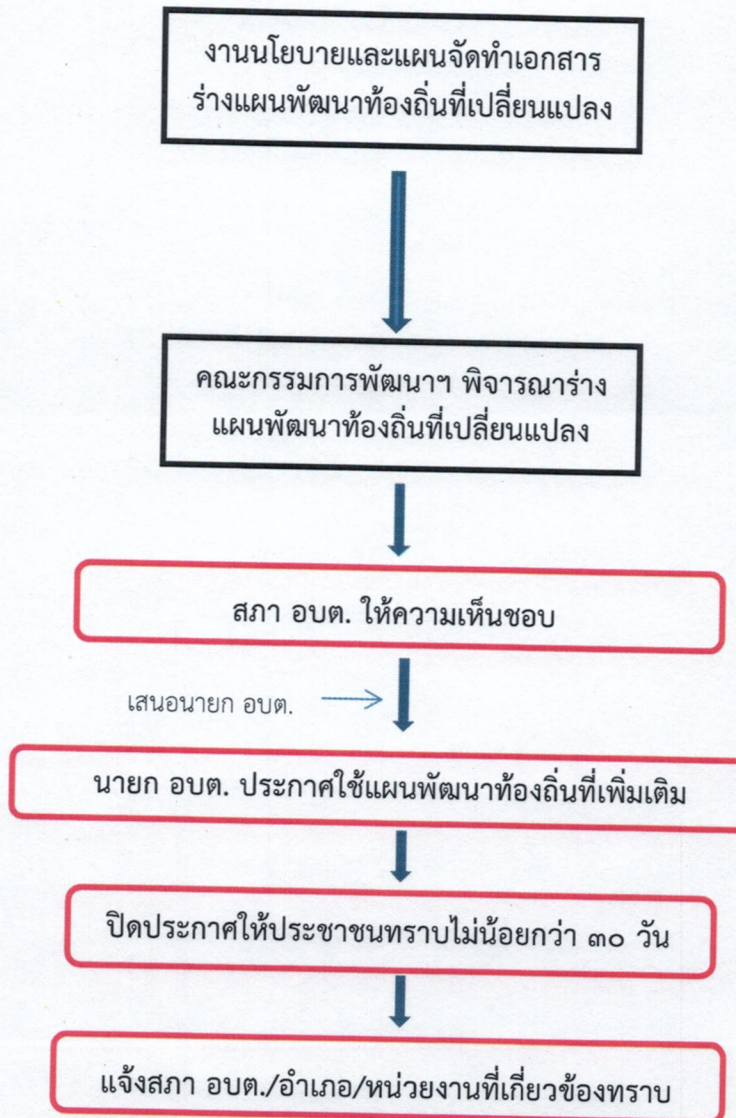 งานนโยบายและแผนจัดทำเอกสาร
ร่างแผนพัฒนาท้องถิ่นที่เปลี่ยนแปลง
คณะกรรมการพัฒนาฯ พิจารณาร่าง
แผนพัฒนาท้องถิ่นที่เปลี่ยนแปลง
สภา อบต. ให้ความเห็นชอบ
เสนอนายก อบต.
นายก อบต. ประกาศใช้แผนพัฒนาท้องถิ่นที่เพิ่มเติม
ปิดประกาศให้ประชาชนทราบไม่น้อยกว่า ๓๐ วัน
แจ้งสภา อบต./อำเภอ/หน่วยงานที่เกี่ยวข้องทราบ